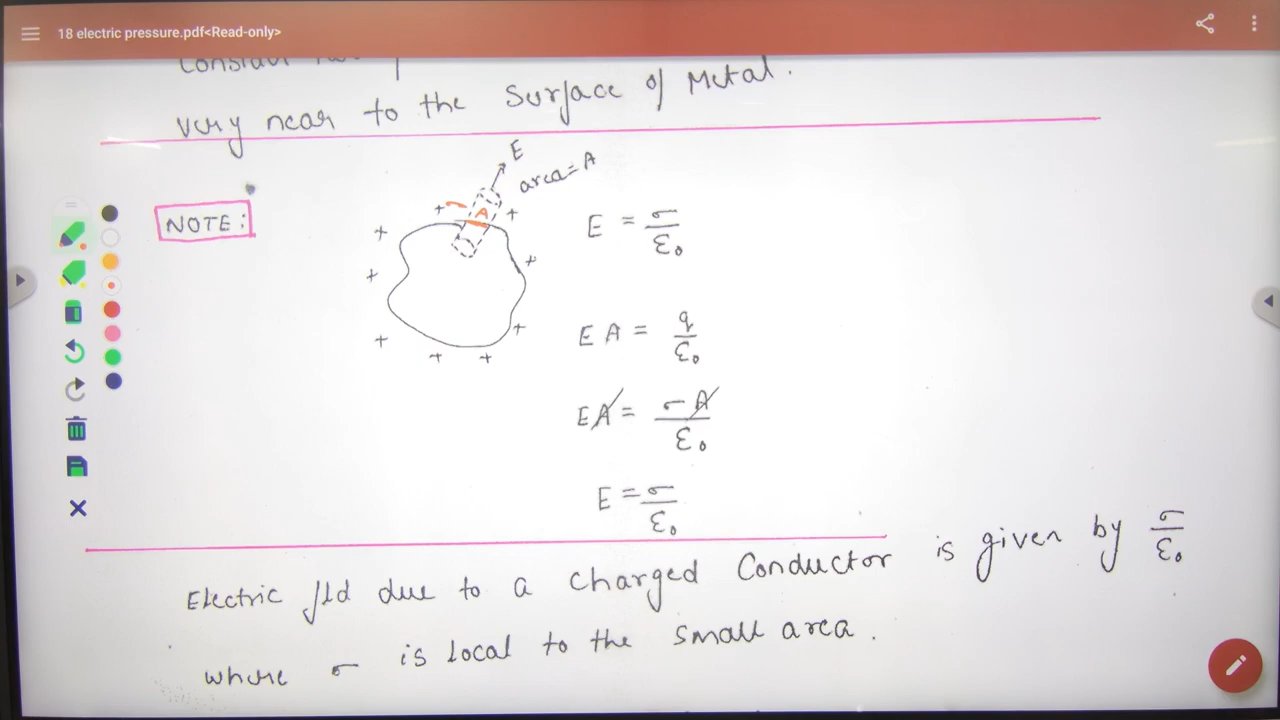 18 electric pressure.pdf<Read-only>
very near to the Surface of Metal.
E
area = A
A
NOTE:
E = σ/ε₀
E A = q/ε₀
EA = σA/ε₀
E = σ/ε₀
Electric fld due to a Charged Conductor is given by σ/ε₀
where σ is local to the small area.